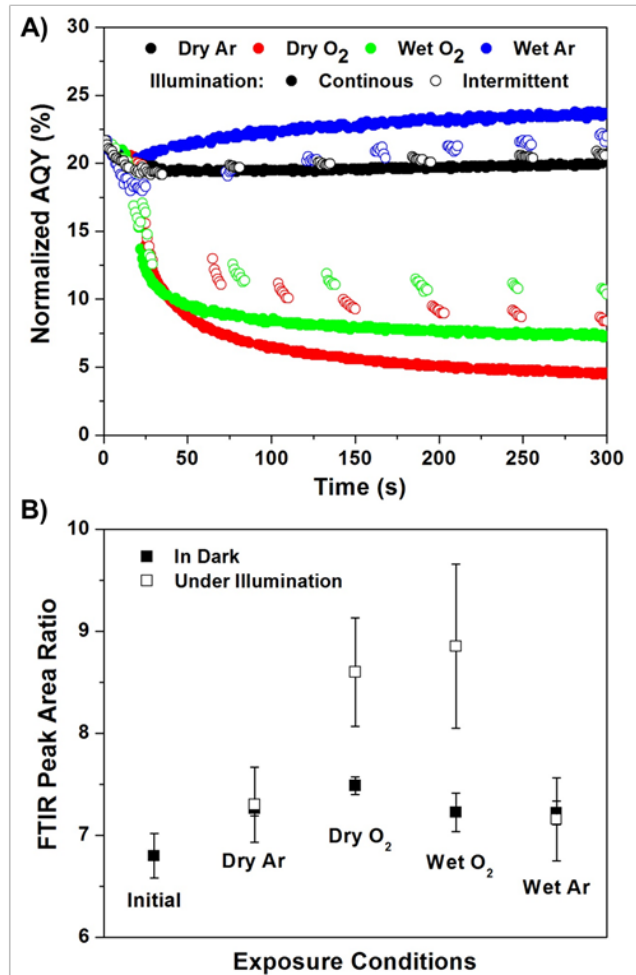 A)
Dry Ar Dry O₂ Wet O₂ Wet Ar
Illumination: Continous Intermittent
Normalized AQY (%)
30
25
20
15
10
5
0
0 50 100 150 200 250 300
Time (s)
B)
In Dark
Under Illumination
FTIR Peak Area Ratio
10
9
8
7
6
Initial
Dry Ar
Dry O₂
Wet O₂
Wet Ar
Exposure Conditions